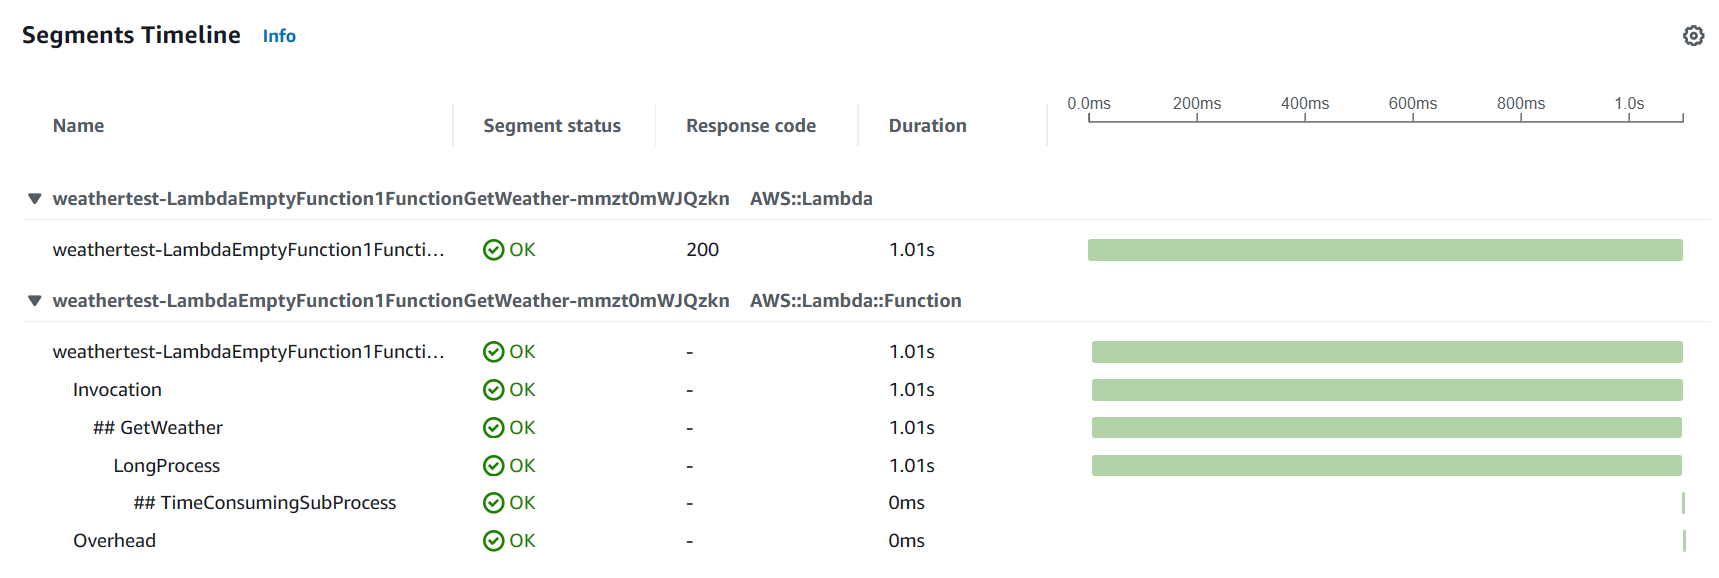 Segments Timeline Info
0.0ms 200ms 400ms 600ms 800ms 1.0s
Name Segment status Response code Duration
weathertest-LambdaEmptyFunction1FunctionGetWeather-mmzt0mWJQzkn AWS::Lambda
weathertest-LambdaEmptyFunction1Functi... OK 200 1.01s
weathertest-LambdaEmptyFunction1FunctionGetWeather-mmzt0mWJQzkn AWS::Lambda::Function
weathertest-LambdaEmptyFunction1Functi... OK - 1.01s
Invocation OK - 1.01s
## GetWeather OK - 1.01s
LongProcess OK - 1.01s
## TimeConsumingSubProcess OK - 0ms
Overhead OK - 0ms